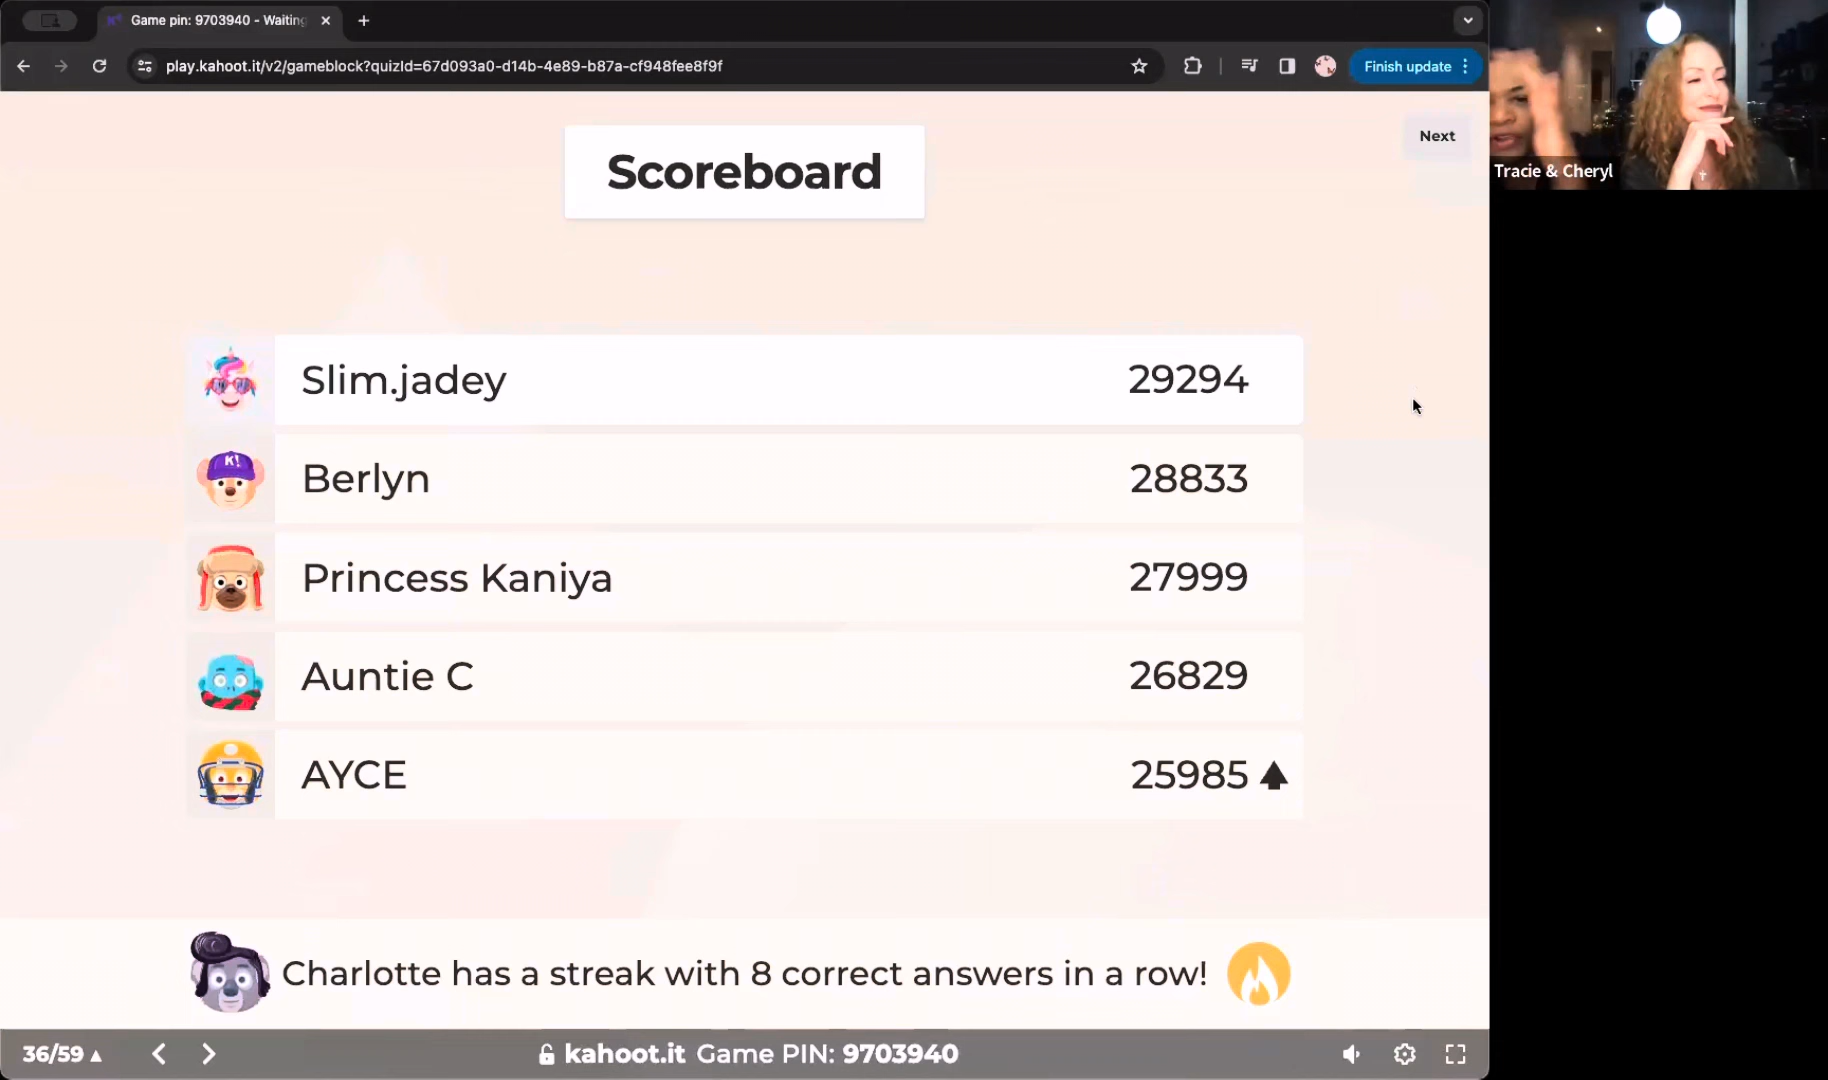 Game pin: 9703940 - Waiting
play.kahoot.it/v2/gameblock?quizId=67d093a0-d14b-4e89-b87a-cf948fee8f9f
Finish update
Scoreboard
Next
Tracie & Cheryl
Slim.jadey 29294
K!
Berlyn 28833
Princess Kaniya 27999
Auntie C 26829
AYCE 25985
Charlotte has a streak with 8 correct answers in a row!
36/59
kahoot.it Game PIN: 9703940